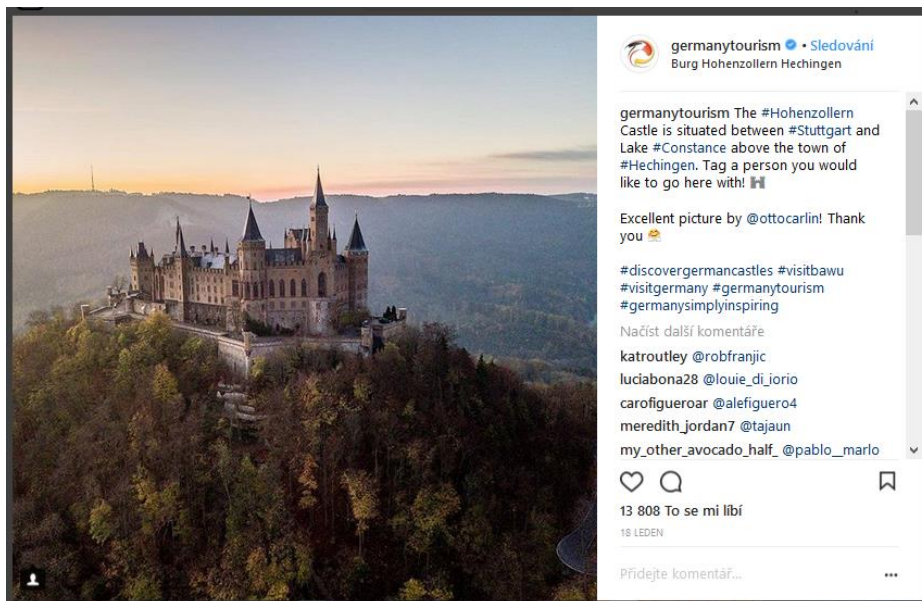 germanytourism • Sledování
Burg Hohenzollern Hechingen
germanytourism The #Hohenzollern
Castle is situated between #Stuttgart and
Lake #Constance above the town of
#Hechingen. Tag a person you would
like to go here with!
Excellent picture by @ottocarlin! Thank
you
#discovergermancastles #visitbawu
#visitgermany #germanytourism
#germanysimplyinspiring
Načíst další komentáře
katroutley @robfranjic
luciabona28 @louie_di_iorio
carofigueroar @alefiguero4
meredith_jordan7 @tajaun
my_other_avocado_half_ @pablo__marlo
13 808 To se mi líbí
18 LEDEN
Přidejte komentář...